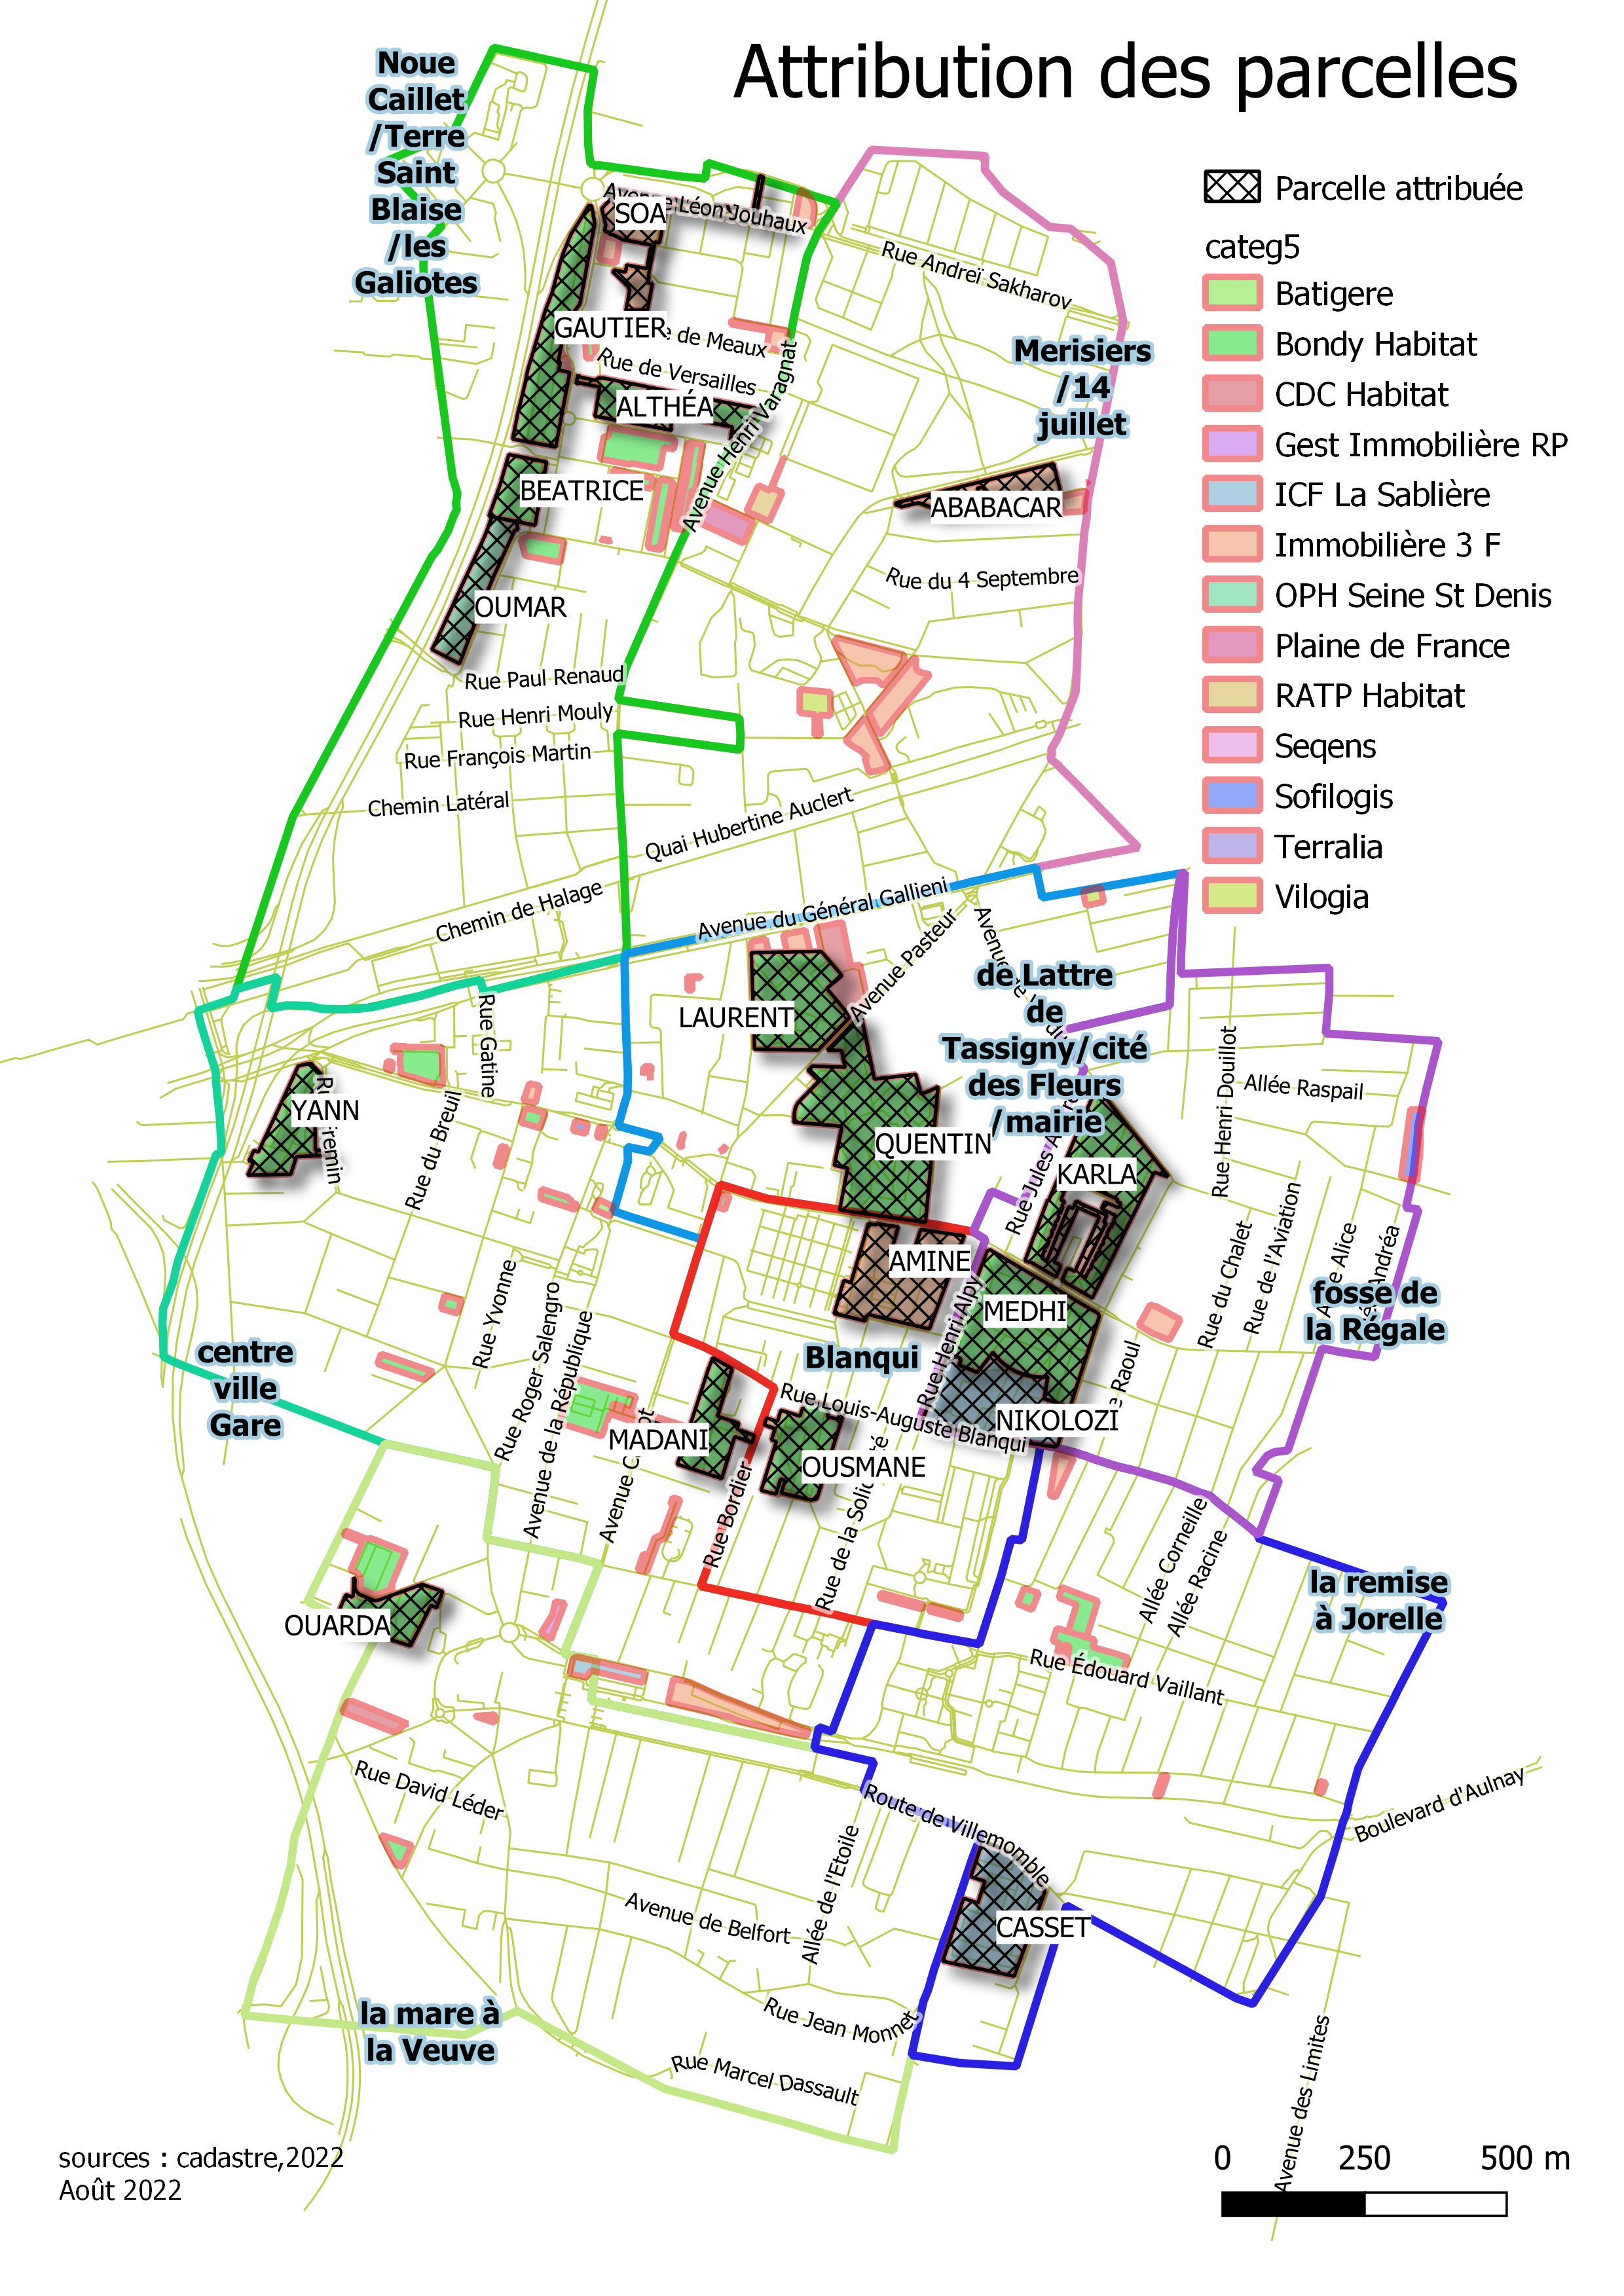 Attribution des parcelles
Noue
Caillet
/Terre
Saint
Blaise
/les
Galiotes
Parcelle attribuée
categ5
Batigere
Bondy Habitat
CDC Habitat
Gest Immobilière RP
ICF La Sablière
Immobilière 3 F
OPH Seine St Denis
Plaine de France
RATP Habitat
Seqens
Sofilogis
Terralia
Vilogia
Léon Jouhaux
SOA
Rue Andreï Sakharov
GAUTIER
de Meaux
Rue de Versailles
Merisiers
/14
juillet
ALTHÉA
Avenue Henri Varagnat
BEATRICE
ABABACAR
Rue du 4 Septembre
OUMAR
Rue Paul Renaud
Rue Henri Mouly
Rue François Martin
Chemin Latéral
Quai Hubertine Auclert
Chemin de Halage
Avenue du Général Gallieni
Avenue Pasteur
de Lattre
de
Tassigny/cité
des Fleurs
/mairie
LAURENT
Rue Gatine
Rue Henri Douillot
Allée Raspail
YANN
Rue du Breuil
QUENTIN
Rue Jules
KARLA
Rue du Chalet
Rue de l'Aviation
Alice
Andréa
fosse de
la Régale
AMINE
MEDHI
Rue Henri Alpy
Rue Yvonne
Rue Roger Salengro
Avenue de la République
centre
ville
Gare
Blanqui
Raoul
Rue Louis-Auguste Blanqui
NIKOLOZI
MADANI
OUSMANE
Rue Bordier
Allée Corneille
Allée Racine
la remise
à Jorelle
OUARDA
Rue Édouard Vaillant
Rue David Léder
Route de Villemomble
Boulevard d'Aulnay
Allée de l'Etoile
Avenue de Belfort
CASSET
la mare à
la Veuve
Rue Jean Monnet
Rue Marcel Dassault
Avenue des Limites
sources : cadastre,2022
Août 2022
0 250 500 m